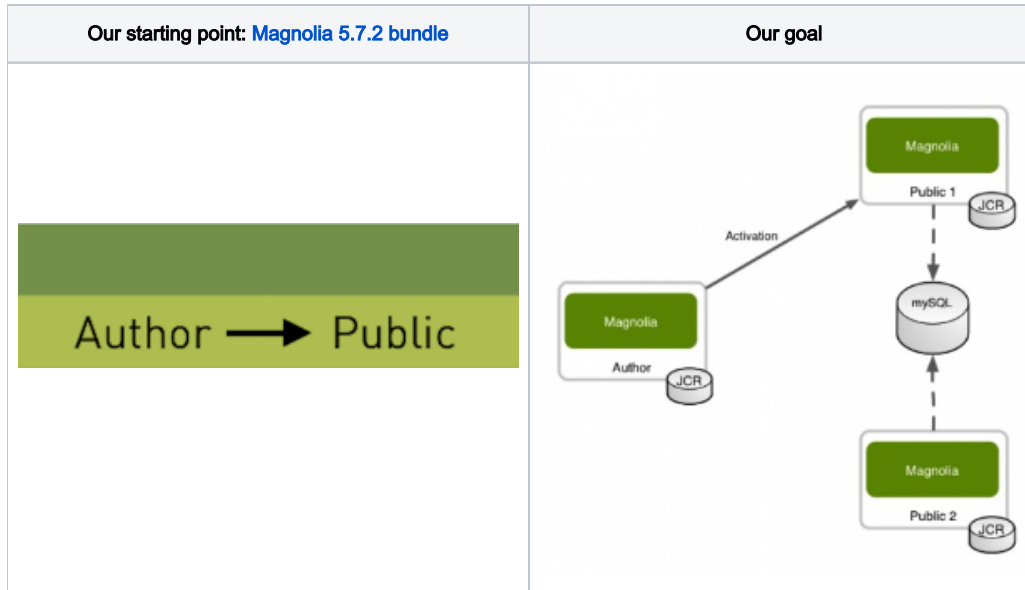 Our starting point: Magnolia 5.7.2 bundle
Our goal
Author → Public
Magnolia
Public 1
JCR
Activation
mySQL
Magnolia
Author
JCR
Magnolia
Public 2
JCR